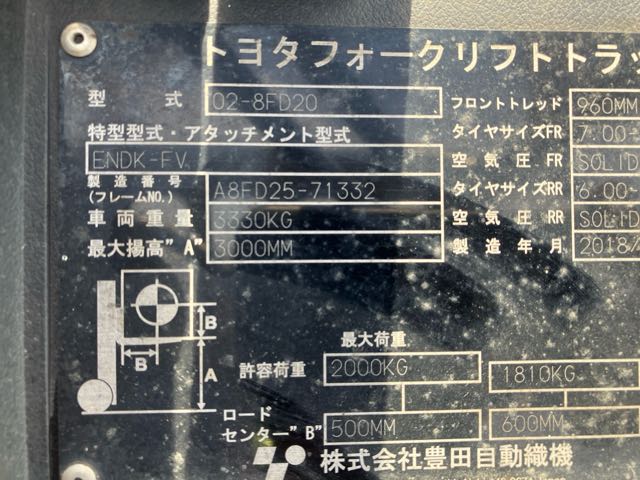 トヨタフォークリフトトラッ
型 式 02-8FD20 フロントトレッド 960MM
特型型式・アタッチメント型式 タイヤサイズFR 7.00-
ENDK-FV 空気圧 FR SOLID
製造番号 (フレームNO.) A8FD25-71332 タイヤサイズRR 6.00-
車両重量 3330KG 空気圧 RR SOLID
最大揚高"A" 3000MM 製造年月 2018/
B
B
A
最大荷重
許容荷重 2000KG 1810KG
ロード
センター"B" 500MM 600MM
株式会社豊田自動織機